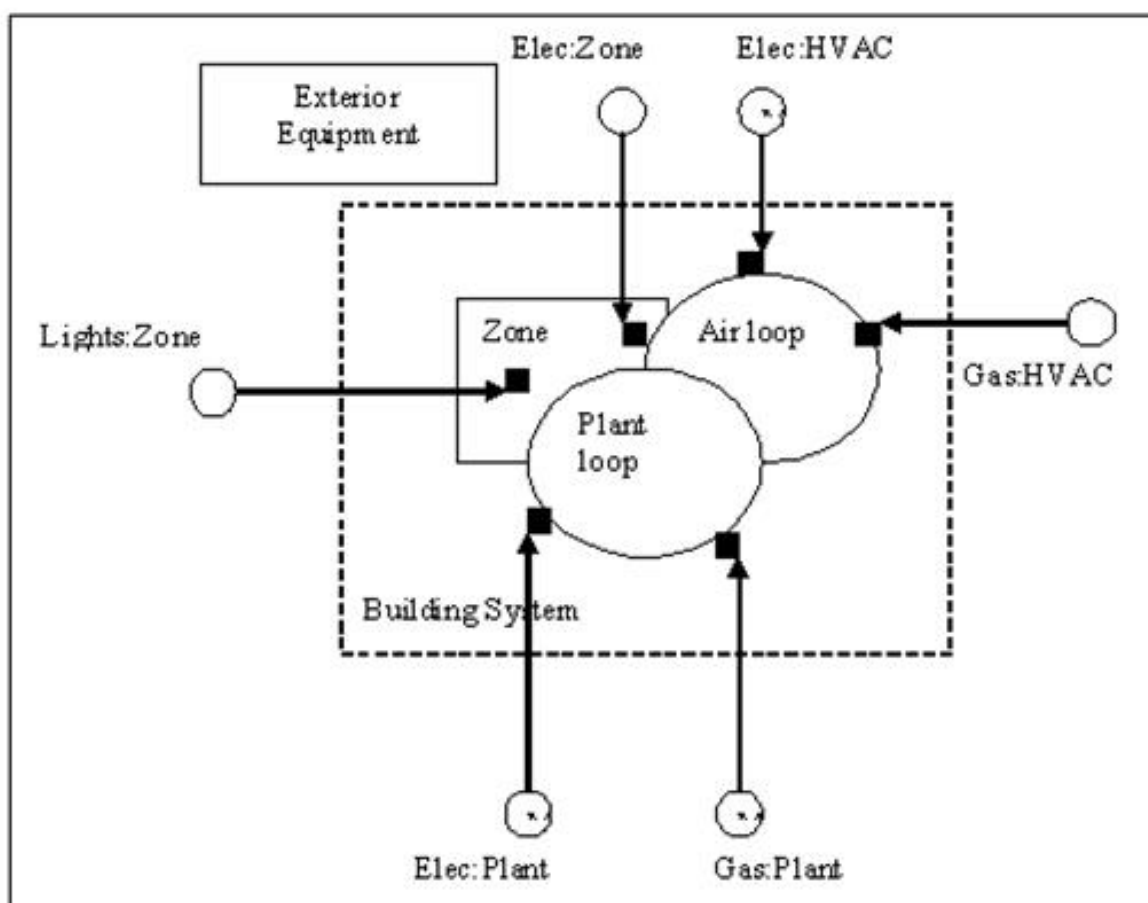 Elec:Zone
Elec:HVAC
Exterior
Equipment
Zone
Air loop
Lights:Zone
Gas:HVAC
Plant
loop
Building System
Elec:Plant
Gas:Plant